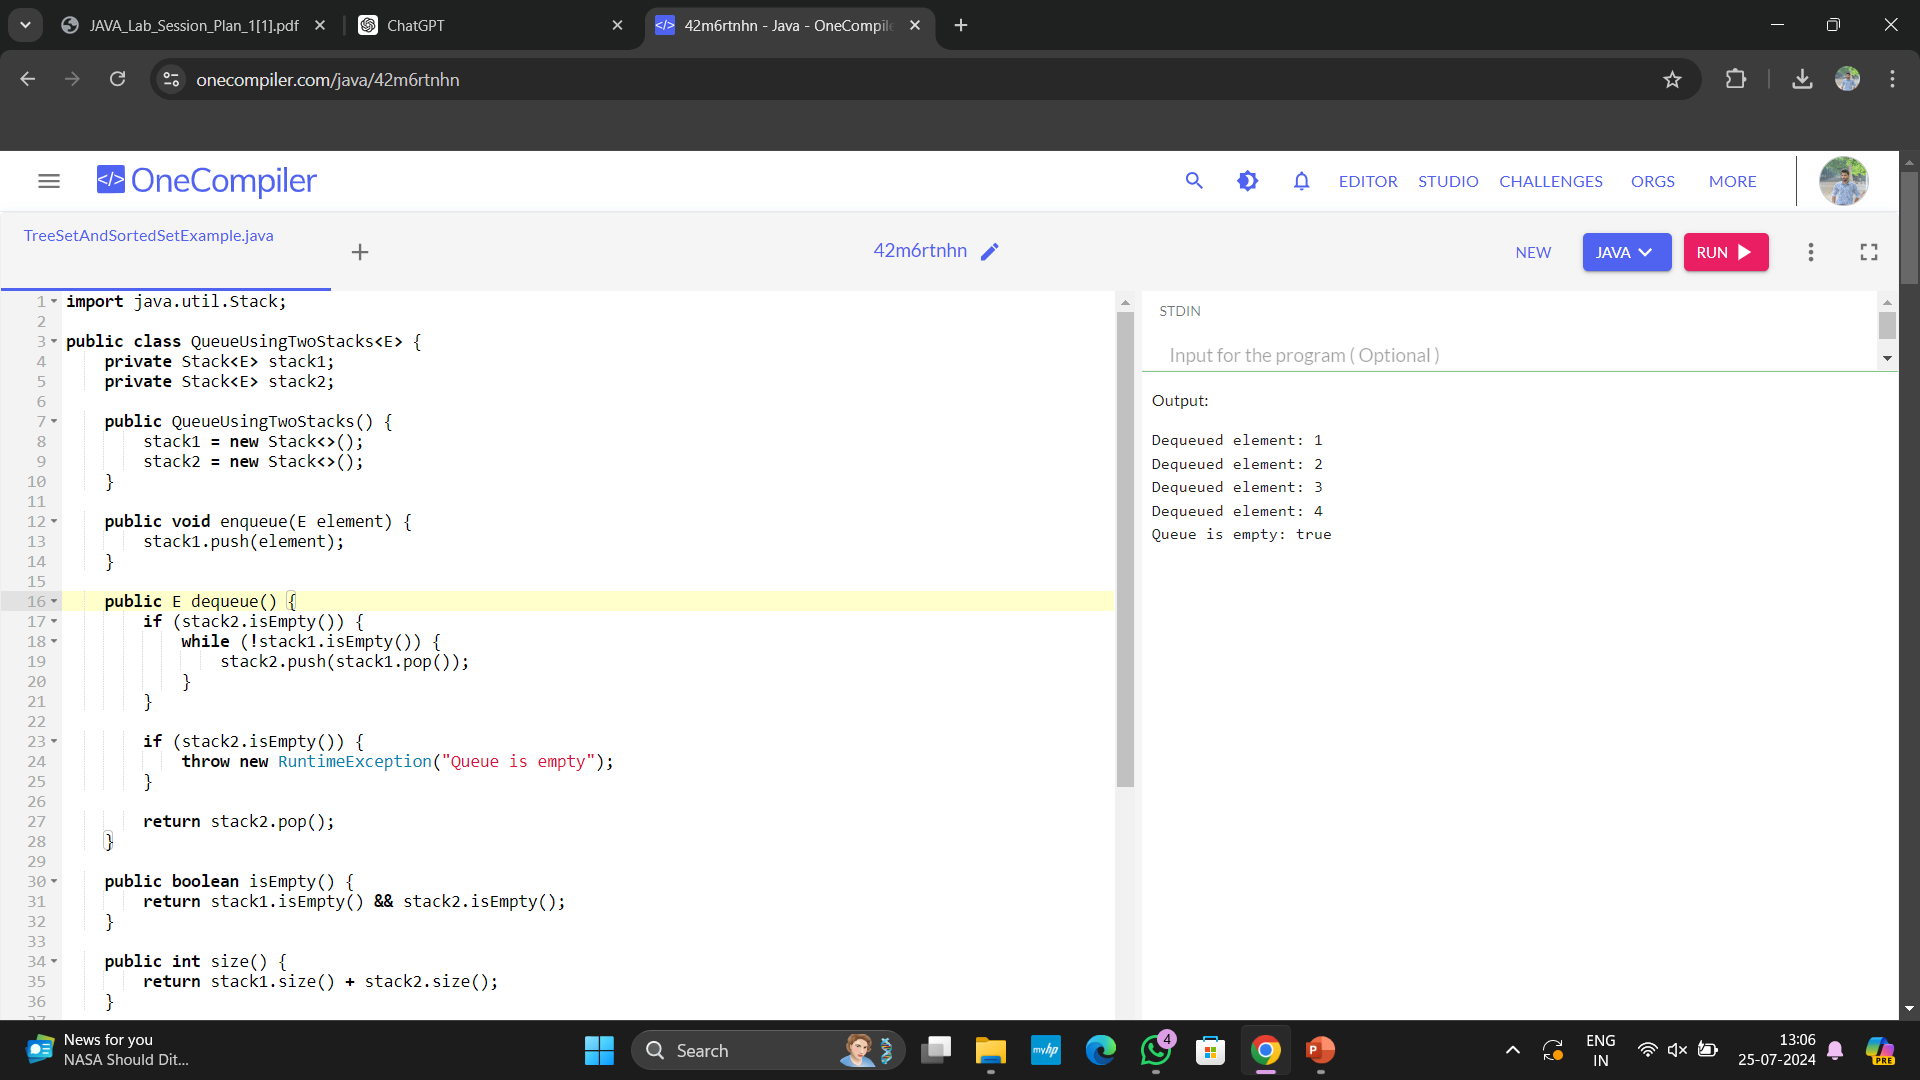 JAVA_Lab_Session_Plan_1[1].pdf
ChatGPT
42m6rtnhn - Java - OneCompile
onecompiler.com/java/42m6rtnhn
</> OneCompiler
EDITOR STUDIO CHALLENGES ORGS MORE
TreeSetAndSortedSetExample.java
42m6rtnhn
NEW JAVA RUN
1 import java.util.Stack;
2
3 public class QueueUsingTwoStacks<E> {
4 private Stack<E> stack1;
5 private Stack<E> stack2;
6
7 public QueueUsingTwoStacks() {
8 stack1 = new Stack<>();
9 stack2 = new Stack<>();
10 }
11
12 public void enqueue(E element) {
13 stack1.push(element);
14 }
15
16 public E dequeue() {
17 if (stack2.isEmpty()) {
18 while (!stack1.isEmpty()) {
19 stack2.push(stack1.pop());
20 }
21 }
22
23 if (stack2.isEmpty()) {
24 throw new RuntimeException("Queue is empty");
25 }
26
27 return stack2.pop();
28 }
29
30 public boolean isEmpty() {
31 return stack1.isEmpty() && stack2.isEmpty();
32 }
33
34 public int size() {
35 return stack1.size() + stack2.size();
36 }
STDIN
Input for the program ( Optional )
Output:
Dequeued element: 1
Dequeued element: 2
Dequeued element: 3
Dequeued element: 4
Queue is empty: true
News for you
NASA Should Dit...
Search
myhp
4
P
ENG
IN
13:06
25-07-2024
PRE